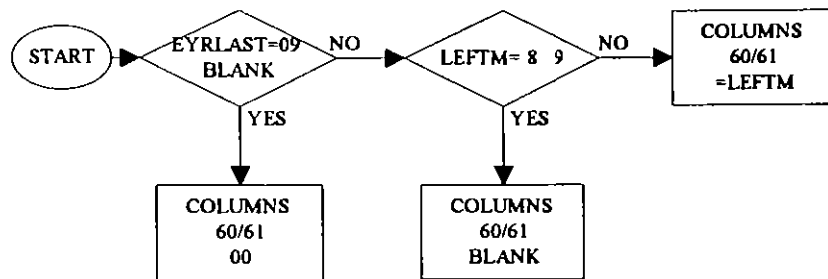 START
EYRLAST=09
BLANK
NO
LEFTM= 8 9
NO
COLUMNS
60/61
=LEFTM
YES
YES
COLUMNS
60/61
00
COLUMNS
60/61
BLANK